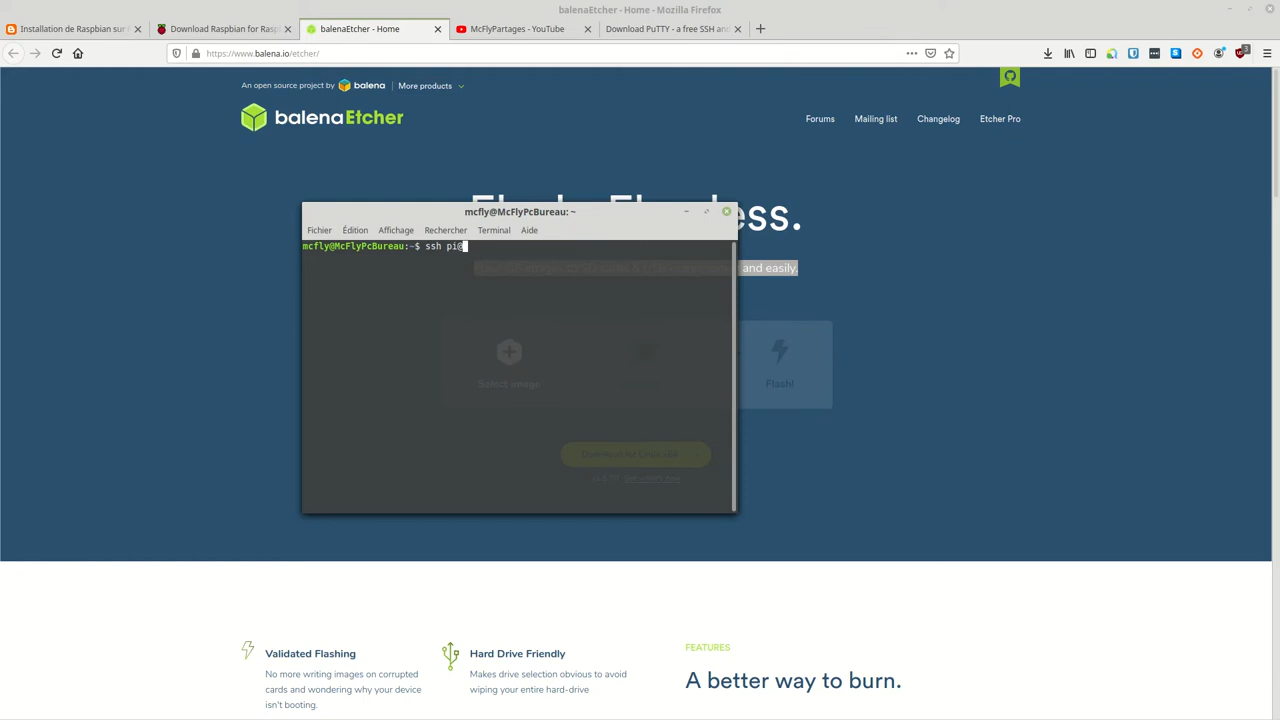 balenaEtcher - Home - Mozilla Firefox
Installation de Raspbian sur
Download Raspbian for Rasp
balenaEtcher - Home
McFlyPartages - YouTube
Download PuTTY - a free SSH and
https://www.balena.io/etcher/
3
An open source project by balena
More products
balenaEtcher
Forums
Mailing list
Changelog
Etcher Pro
mcfly@McFlyPcBureau: ~
Fichier Édition Affichage Rechercher Terminal Aide
mcfly@McFlyPcBureau:~$ ssh pi@
and easily.
Select image
Flash!
Validated Flashing
No more writing images on corrupted
cards and wondering why your device
isn't booting.
Hard Drive Friendly
Makes drive selection obvious to avoid
wiping your entire hard-drive
FEATURES
A better way to burn.